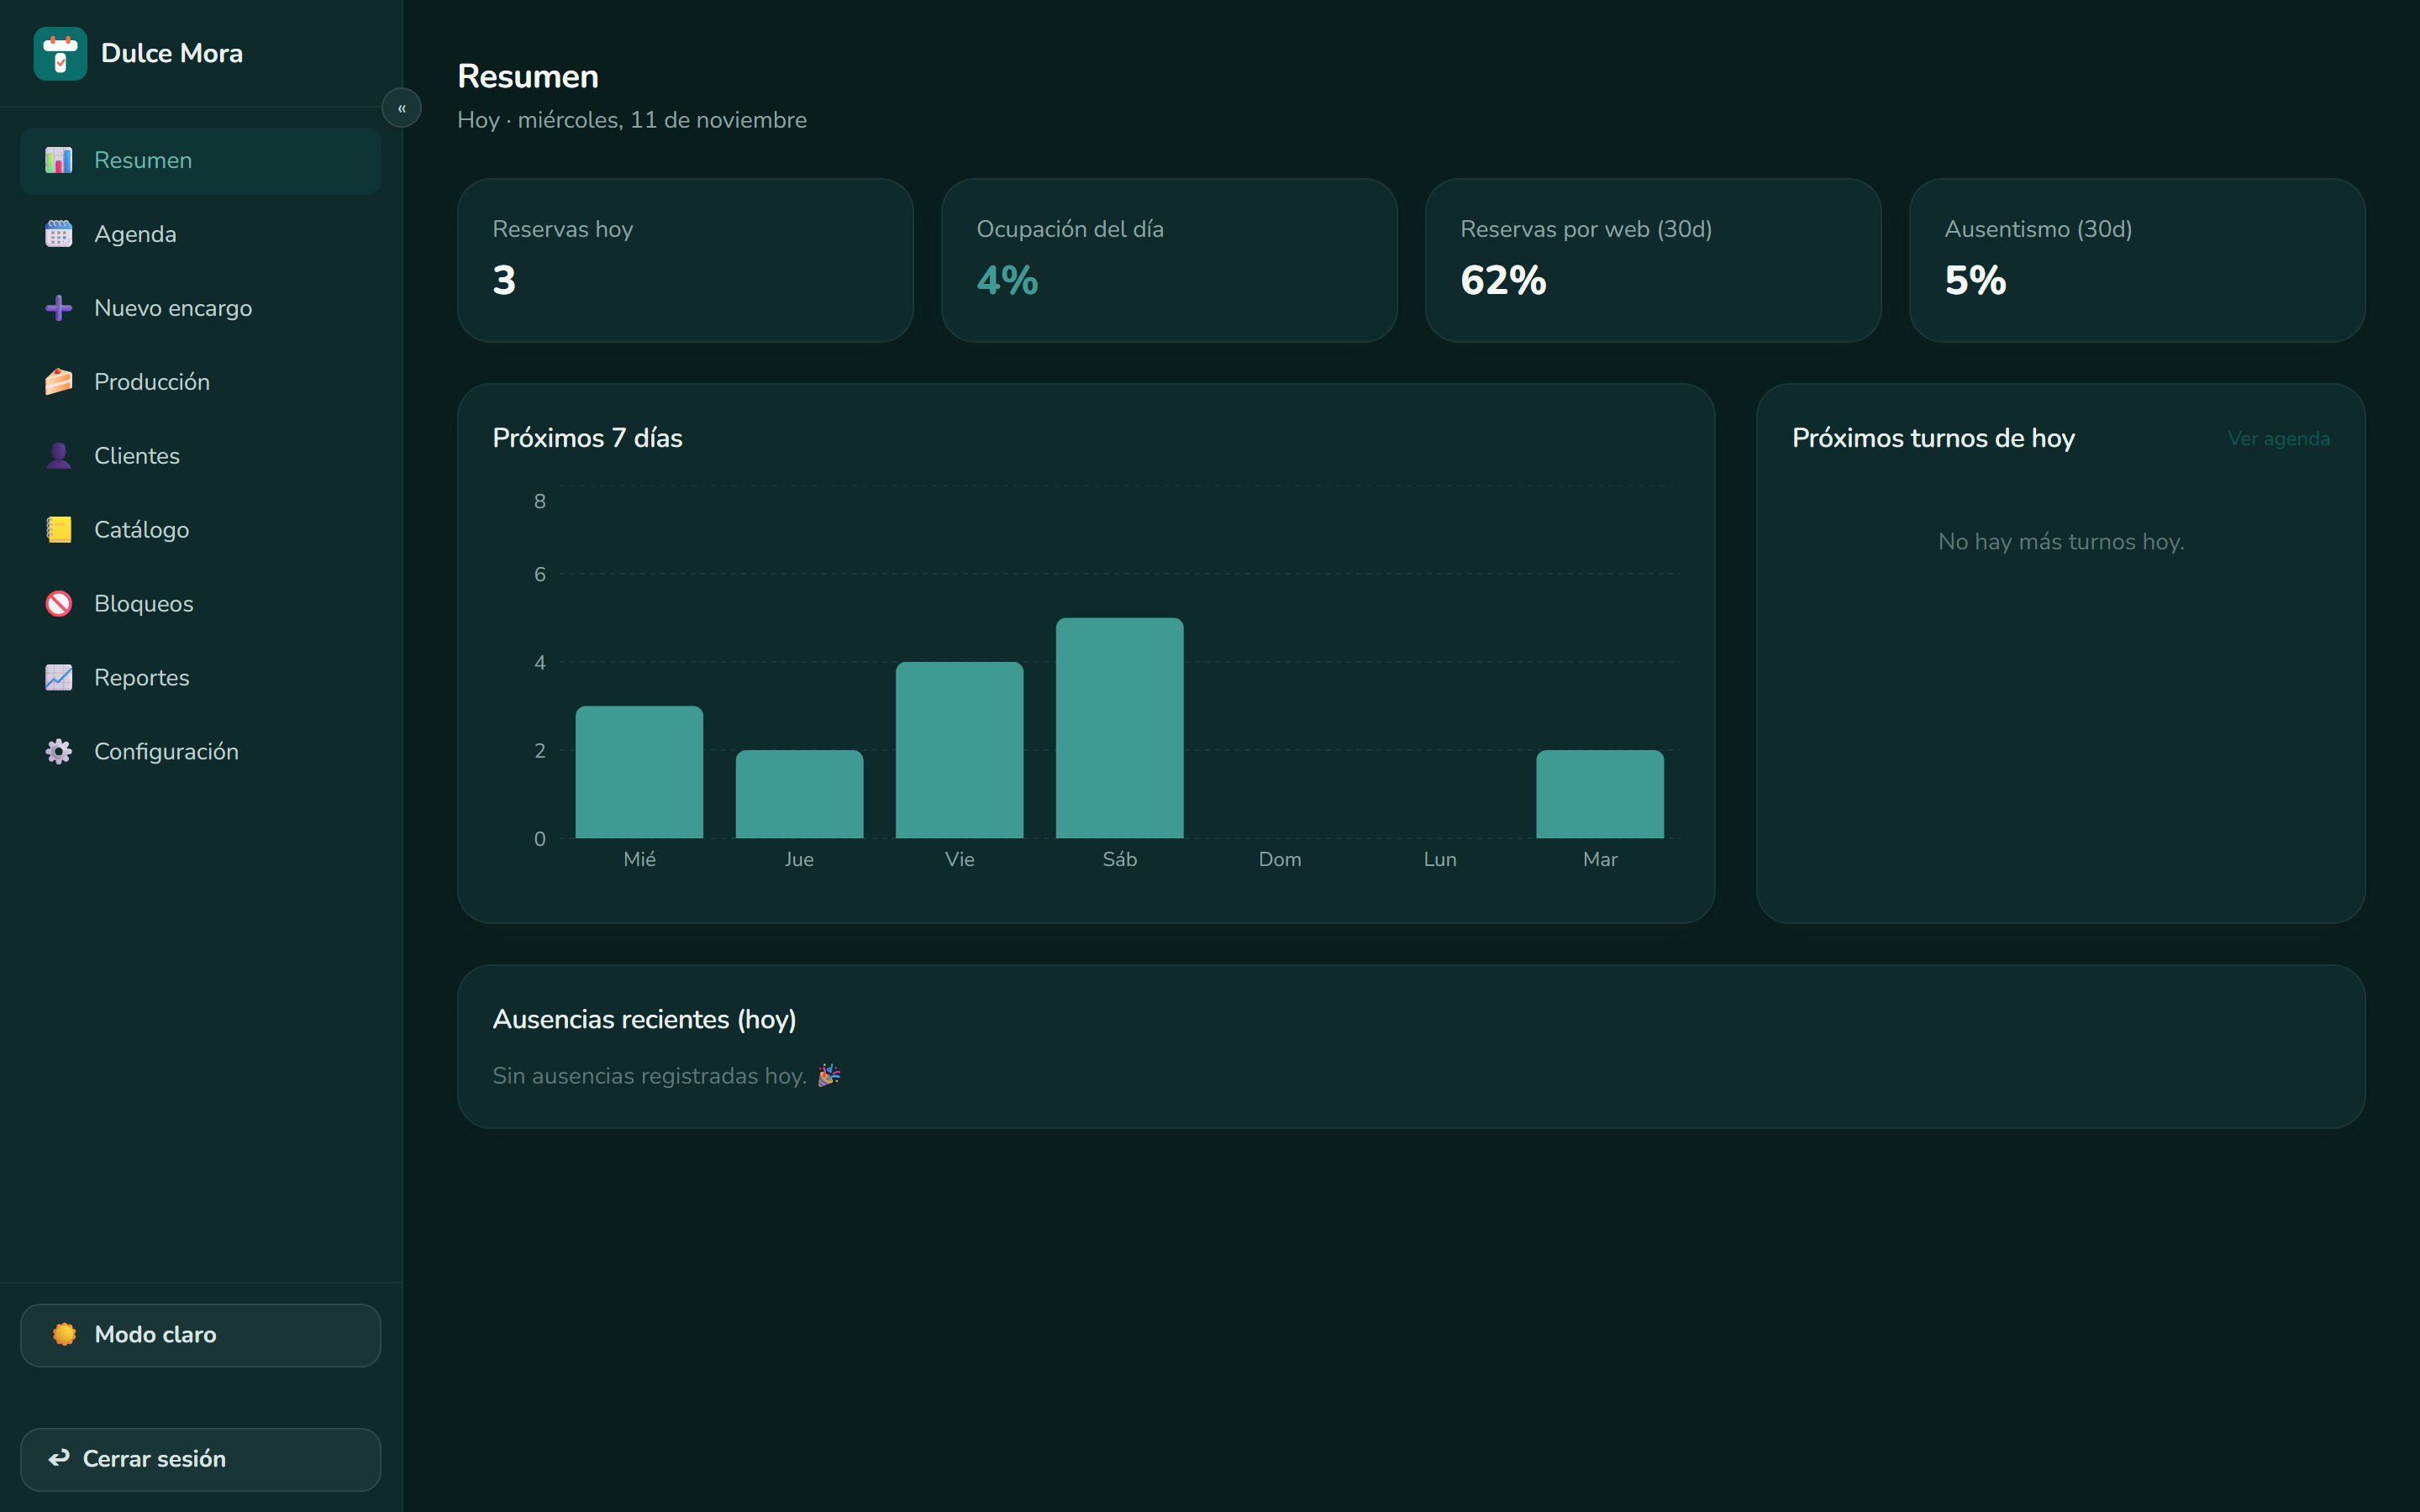 Dulce Mora
«
Resumen
Agenda
Nuevo encargo
Producción
Clientes
Catálogo
Bloqueos
Reportes
Configuración
Modo claro
Cerrar sesión
Resumen
Hoy · miércoles, 11 de noviembre
Reservas hoy
3
Ocupación del día
4%
Reservas por web (30d)
62%
Ausentismo (30d)
5%
Próximos 7 días
8
6
4
2
0
Mié Jue Vie Sáb Dom Lun Mar
Próximos turnos de hoy
Ver agenda
No hay más turnos hoy.
Ausencias recientes (hoy)
Sin ausencias registradas hoy. 🎉